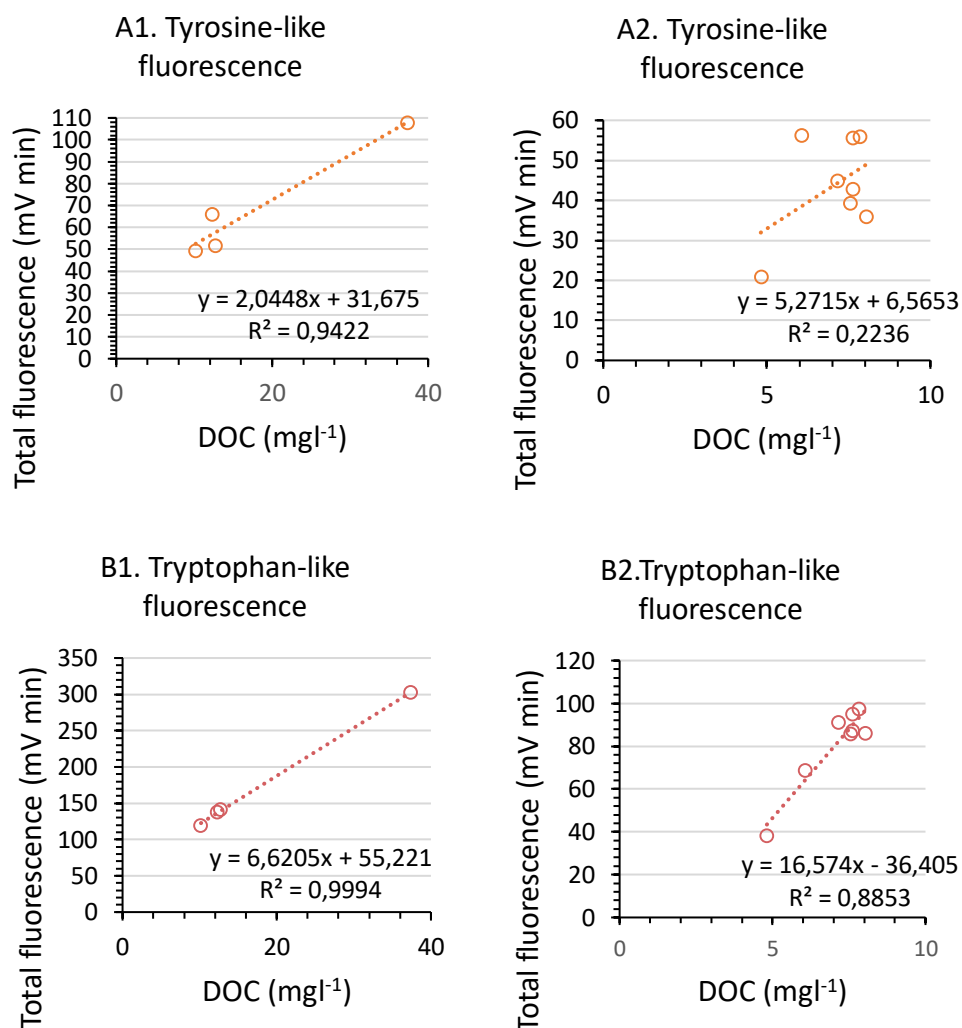 A1. Tyrosine-like
fluorescence
Total fluorescence (mV min)
110
100
90
80
70
60
50
40
30
20
10
0
y = 2,0448x + 31,675
R² = 0,9422
0 20 40
DOC (mgl⁻¹)
A2. Tyrosine-like
fluorescence
Total fluorescence (mV min)
60
50
40
30
20
10
0
y = 5,2715x + 6,5653
R² = 0,2236
0 5 10
DOC (mgl⁻¹)
B1. Tryptophan-like
fluorescence
Total fluorescence (mV min)
350
300
250
200
150
100
50
0
y = 6,6205x + 55,221
R² = 0,9994
0 20 40
DOC (mgl⁻¹)
B2.Tryptophan-like
fluorescence
Total fluorescence (mV min)
120
100
80
60
40
20
0
y = 16,574x - 36,405
R² = 0,8853
0 5 10
DOC (mgl⁻¹)